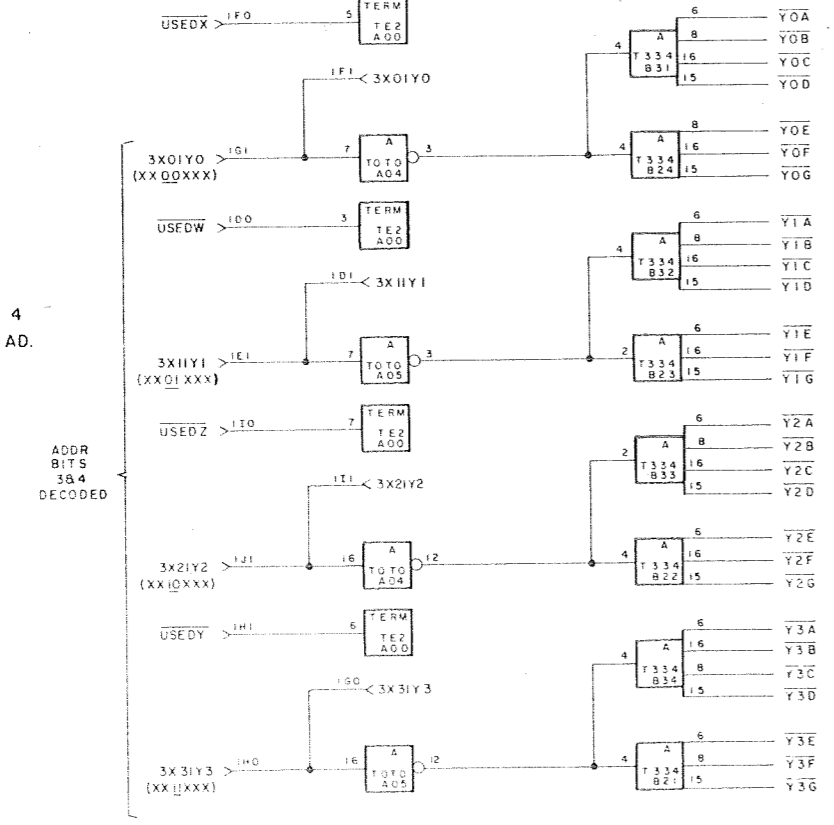 TERM
USEDX 1F0 5 TE2
A00
6 Y0A
A 8 Y0B
4 T334 16 Y0C
B31 15 Y0D
1F1 3X01Y0
8 Y0E
3X01Y0 1G1 7 A 3 4 A 16 Y0F
(XX00XXX) T0T0 T334 15 Y0G
A04 B24
TERM
USEDW 1D0 3 TE2
A00
6 Y1A
A 8 Y1B
4 T334 16 Y1C
B32 15 Y1D
1D1 3X11Y1
4
AD.
6 Y1E
3X11Y1 1E1 7 A 3 2 A 16 Y1F
(XX01XXX) T0T0 T334 15 Y1G
A05 B23
TERM
USEDZ 1I0 7 TE2
A00
6 Y2A
A 8 Y2B
2 T334 16 Y2C
B33 15 Y2D
ADDR
BITS
3&4
DECODED
1I1 3X21Y2
6 Y2E
3X21Y2 1J1 16 A 12 4 A 16 Y2F
(XX10XXX) T0T0 T334 15 Y2G
A04 B22
TERM
USEDY 1H1 6 TE2
A00
6 Y3A
A 16 Y3B
4 T334 8 Y3C
B34 15 Y3D
1G0 3X31Y3
6 Y3E
3X31Y3 1H0 16 A 12 4 A 8 Y3F
(XX11XXX) T0T0 T334 15 Y3G
A05 B21